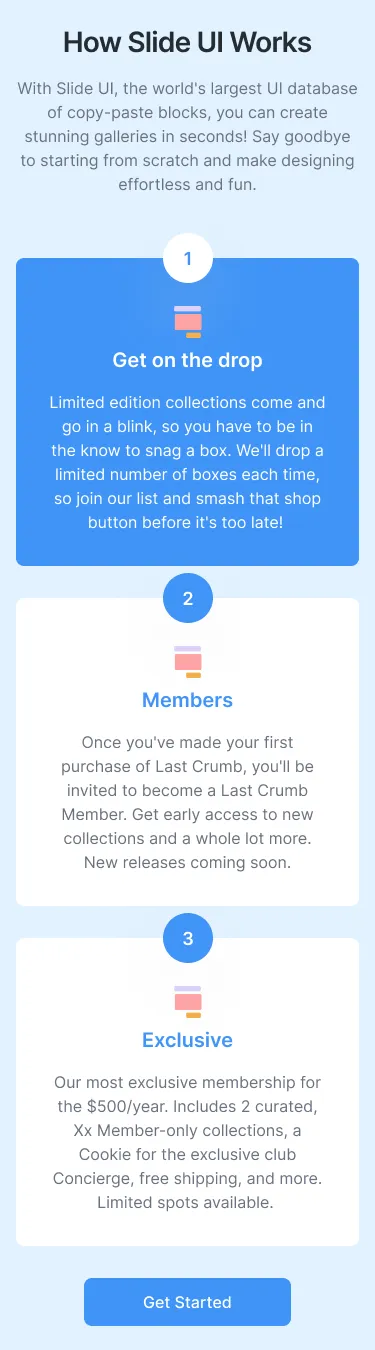 How Slide UI Works
With Slide UI, the world's largest UI database
of copy-paste blocks, you can create
stunning galleries in seconds! Say goodbye
to starting from scratch and make designing
effortless and fun.
1
Get on the drop
Limited edition collections come and
go in a blink, so you have to be in
the know to snag a box. We'll drop a
limited number of boxes each time,
so join our list and smash that shop
button before it's too late!
2
Members
Once you've made your first
purchase of Last Crumb, you'll be
invited to become a Last Crumb
Member. Get early access to new
collections and a whole lot more.
New releases coming soon.
3
Exclusive
Our most exclusive membership for
the $500/year. Includes 2 curated,
Xx Member-only collections, a
Cookie for the exclusive club
Concierge, free shipping, and more.
Limited spots available.
Get Started